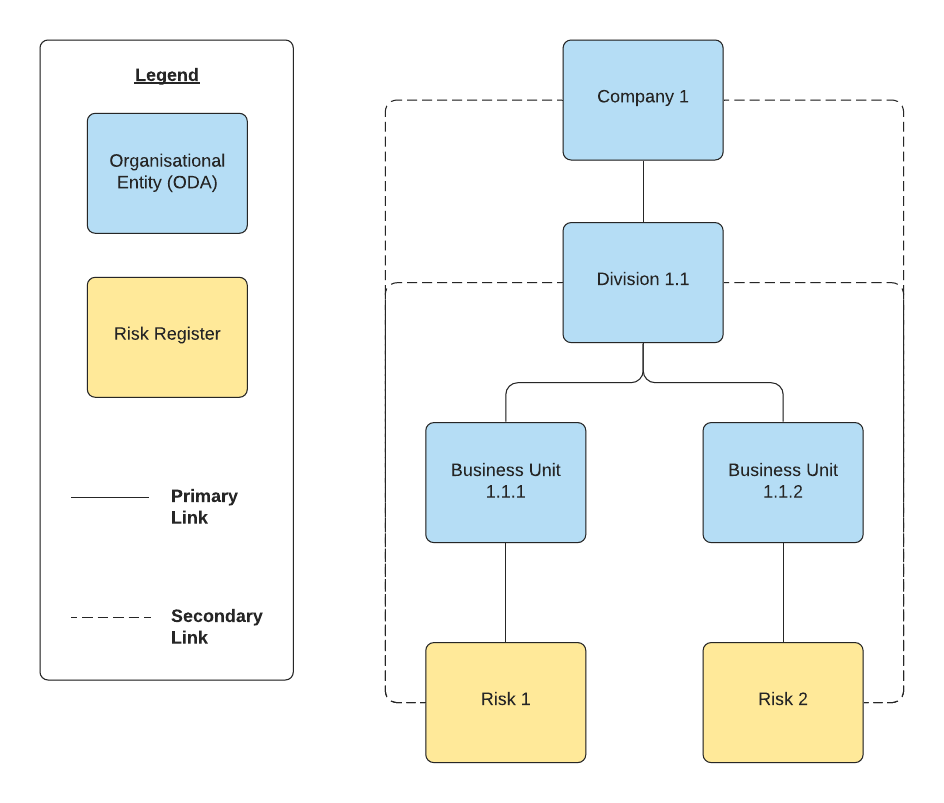 Legend
Organisational
Entity (ODA)
Risk Register
Primary
Link
Secondary
Link
Company 1
Division 1.1
Business Unit
1.1.1
Business Unit
1.1.2
Risk 1
Risk 2